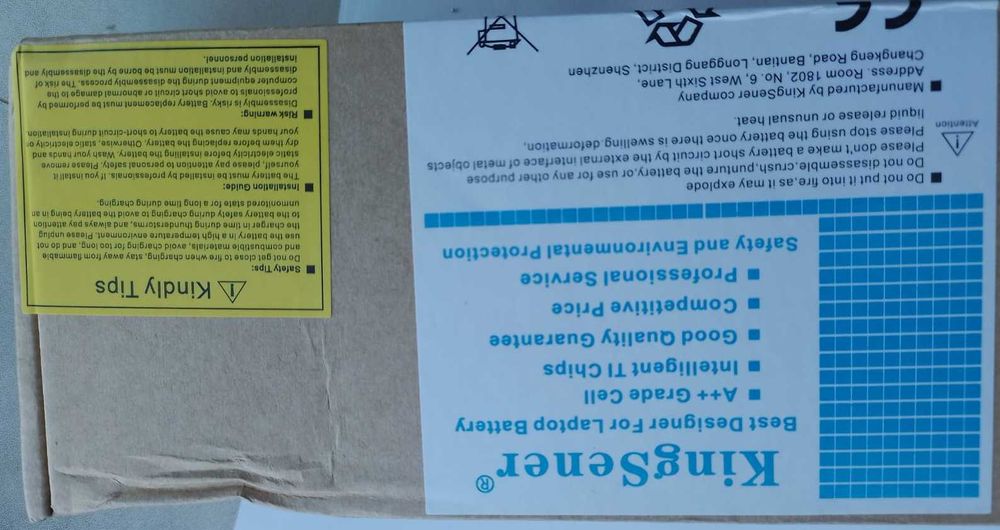 KingSener®
Best Designer For Laptop Battery
■ A++ Grade Cell
■ Intelligent TI Chips
■ Good Quality Guarantee
■ Competitive Price
■ Professional Service
Safety and Environmental Protection
■ Do not put it into fire,as it may explode
Do not disassemble,crush,punture the battery,or use for any other purpose
Please don't make a battery short circuit by the external interface of metal objects
Please stop using the battery once there is swelling, deformation,
liquid release or unusual heat.
Attention
■ Manufactured by KingSener company
Address. Room 1802, No. 6, West Sixth Lane,
Changkeng Road, Bantian, Longgang District, Shenzhen
CE
Kindly Tips
■ Safety Tips:
Do not get close to fire when charging, stay away from flammable
and combustible materials, avoid charging for too long, and do not
use the battery in a high temperature environment. Please unplug
the charger in time during thunderstorms, and always pay attention
to the battery safety during charging to avoid the battery being in an
unmonitored state for a long time during charging.
■ Installation Guide:
The battery must be installed by professionals. If you install it
yourself, please pay attention to personal safety. Please remove
static electricity before installing the battery. Wash your hands and
dry them before replacing the battery. Otherwise, static electricity or
your hands may cause the battery to short-circuit during installation
■ Risk warning:
Disassembly is risky. Battery replacement must be performed by
professionals to avoid short circuit or abnormal damage to the
computer equipment during the disassembly process. The risk of
disassembly and installation must be borne by the disassembly and
installation personnel.